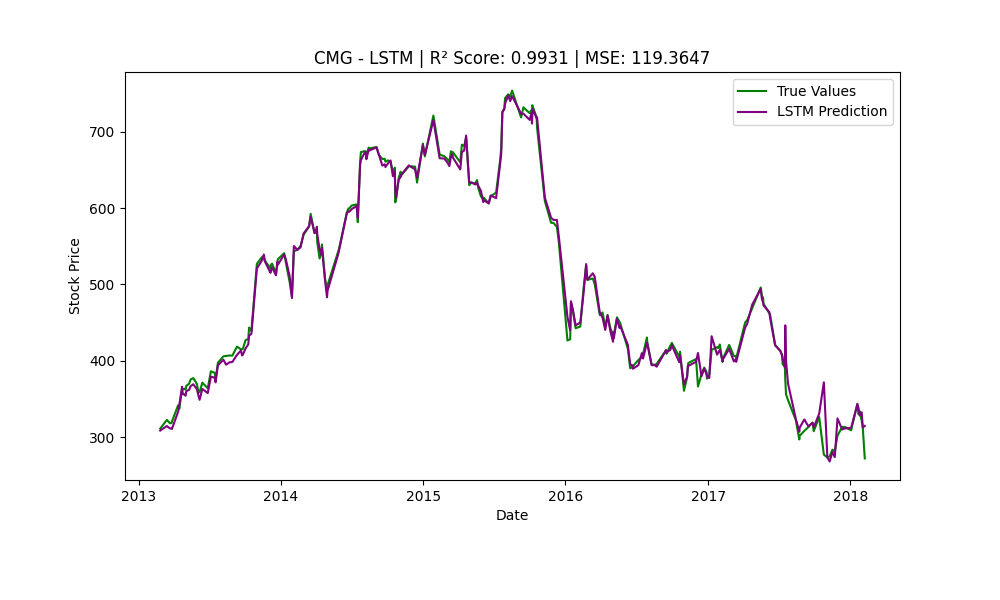 CMG - LSTM | R² Score: 0.9931 | MSE: 119.3647
True Values
LSTM Prediction
Stock Price
700
600
500
400
300
2013 2014 2015 2016 2017 2018
Date